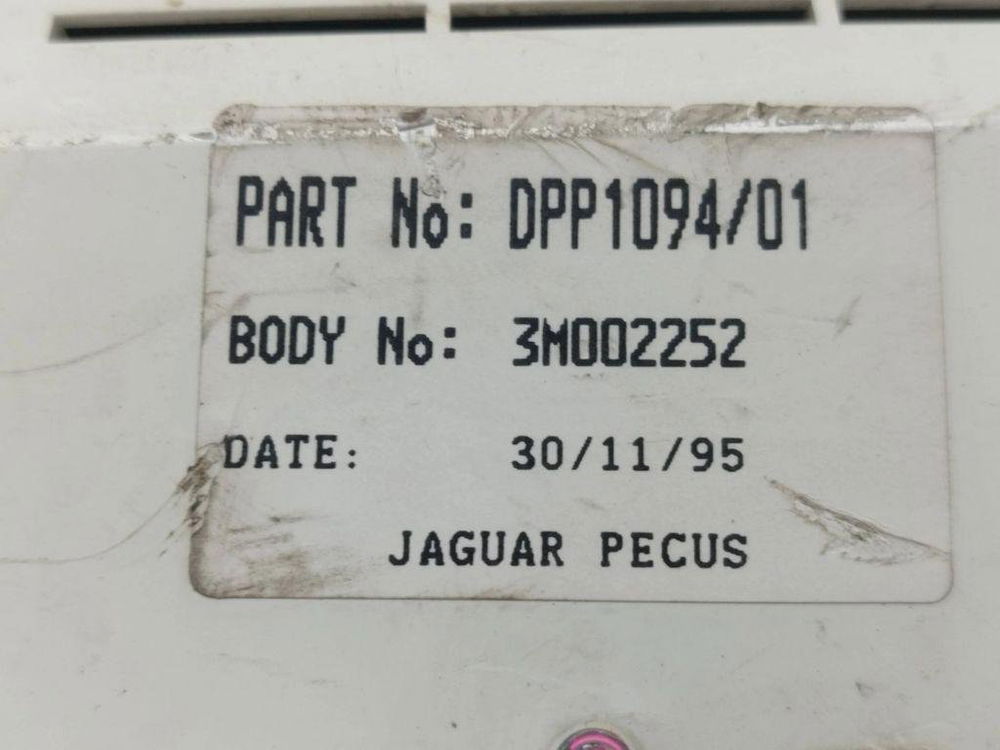 PART No: DPP1094/01
BODY No: 3M002252
DATE: 30/11/95
JAGUAR PECUS